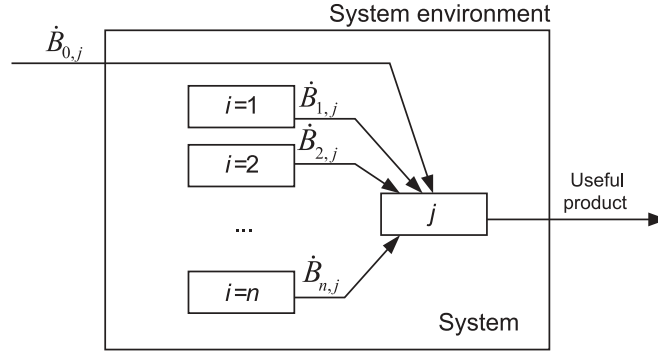 System environment
Ḃ0,j
i=1
Ḃ1,j
i=2
Ḃ2,j
Useful
product
j
...
i=n
Ḃn,j
System